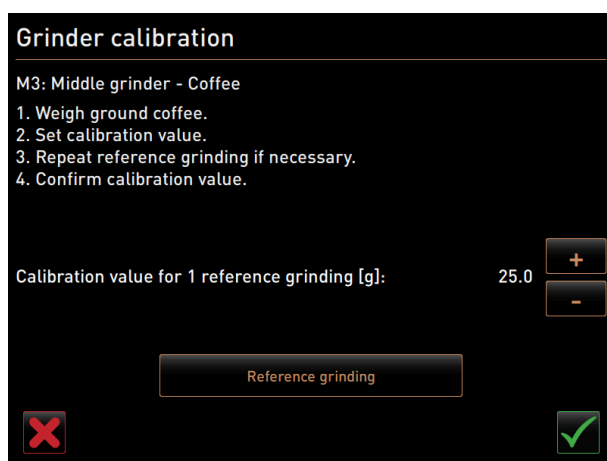 Grinder calibration
M3: Middle grinder - Coffee
1. Weigh ground coffee.
2. Set calibration value.
3. Repeat reference grinding if necessary.
4. Confirm calibration value.
+
Calibration value for 1 reference grinding [g]: 25.0
-
Reference grinding